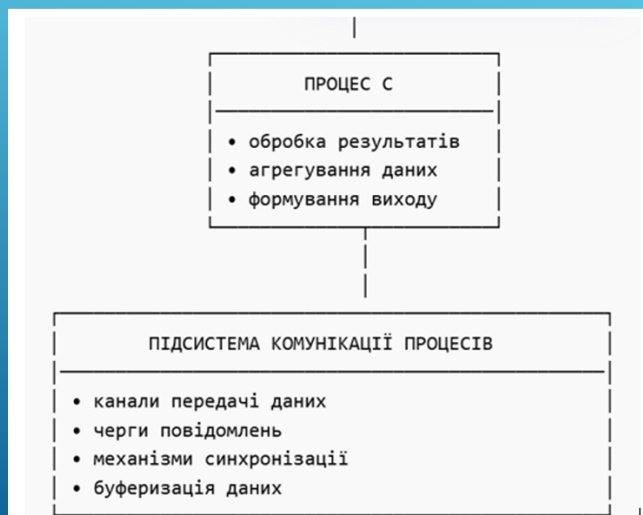 ПРОЦЕС C
• обробка результатів
• агрегування даних
• формування виходу
ПІДСИСТЕМА КОМУНІКАЦІЇ ПРОЦЕСІВ
• канали передачі даних
• черги повідомлень
• механізми синхронізації
• буферизація даних